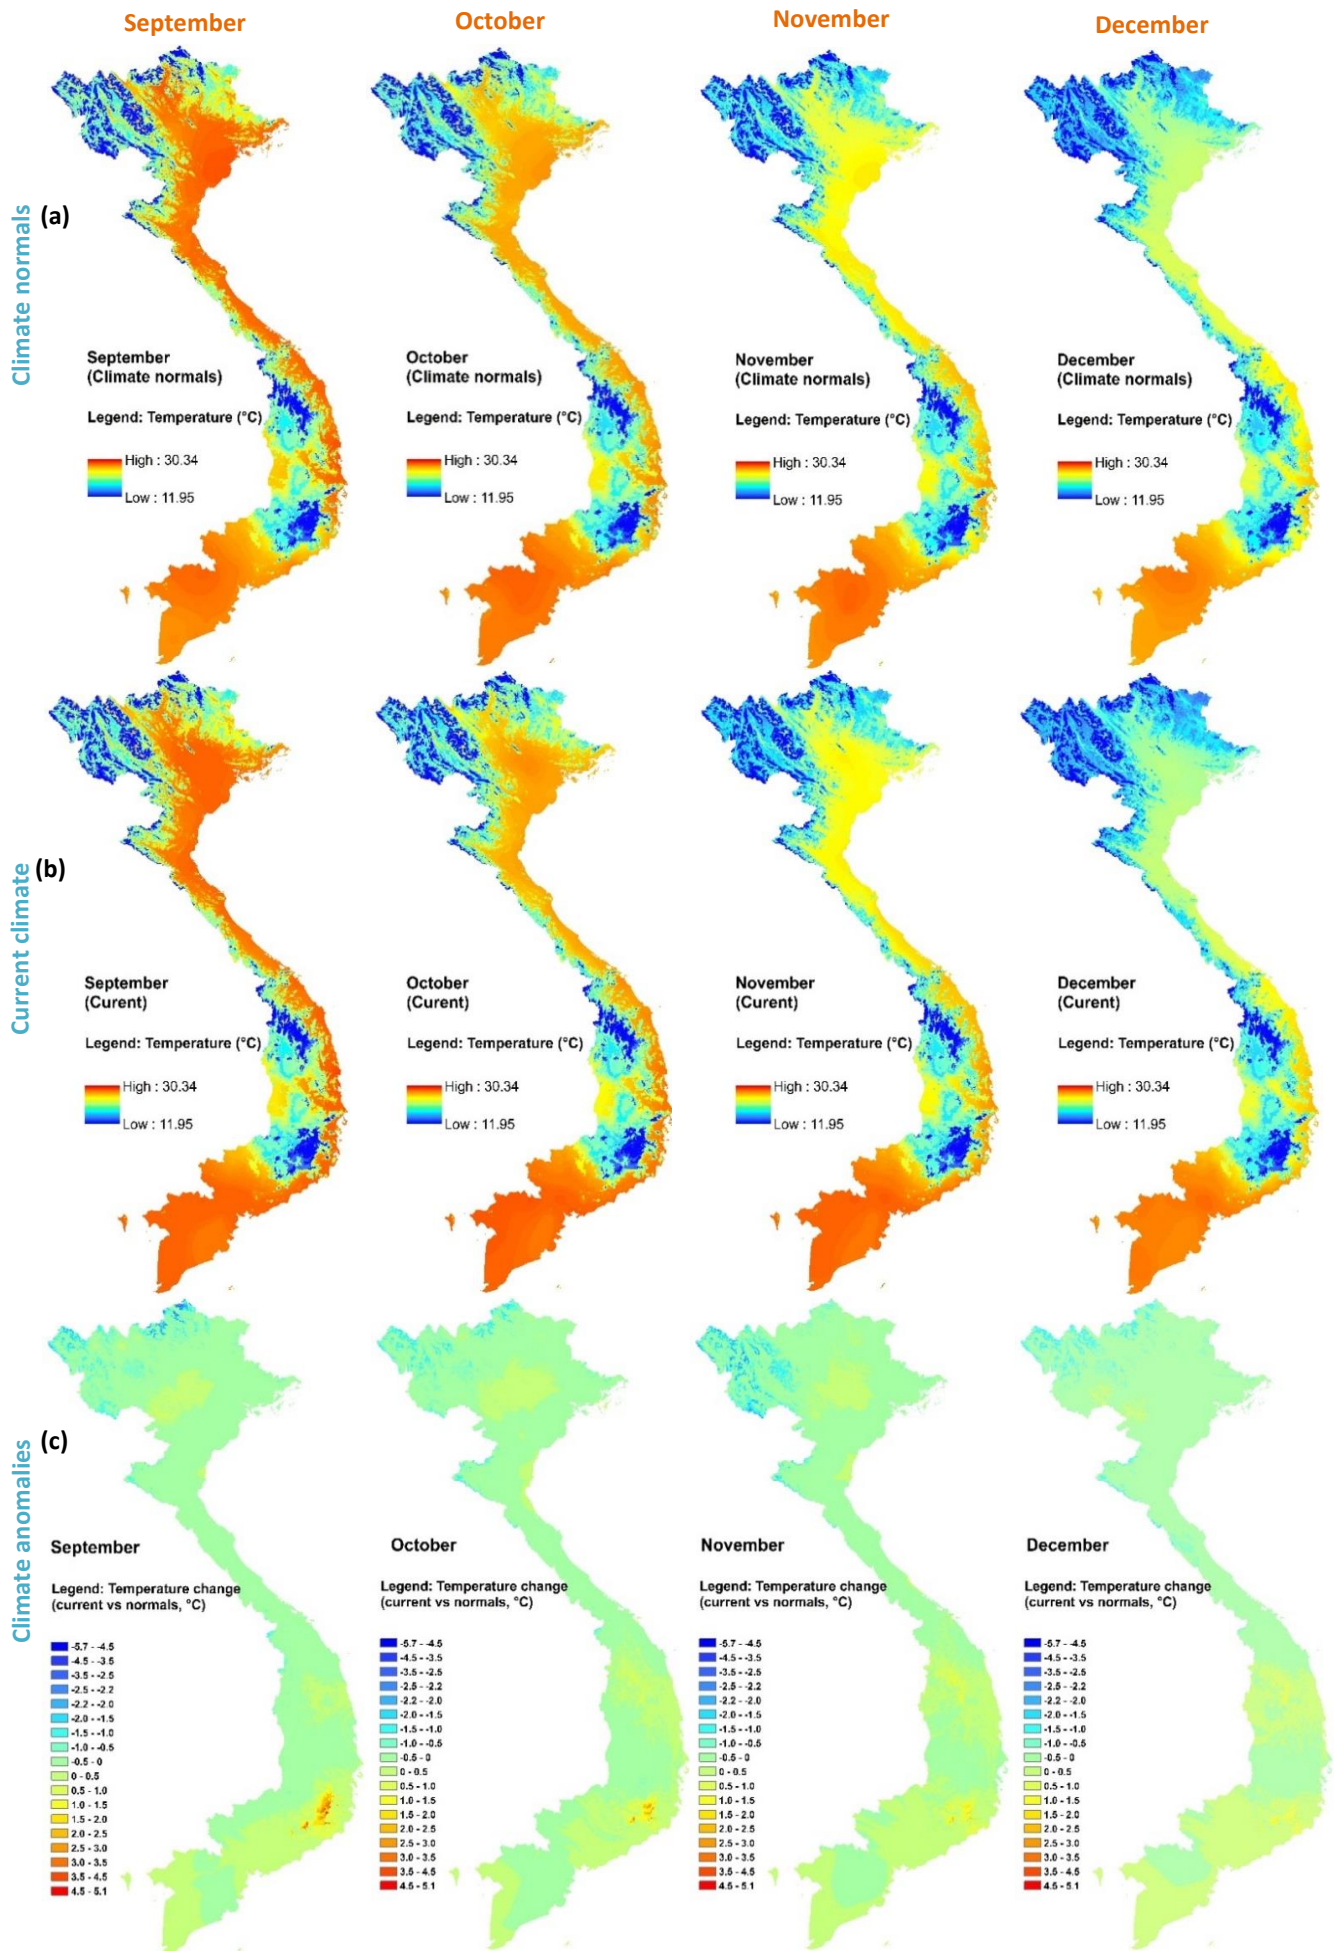 September October November December
Climate normals
(a)
September
(Climate normals)
Legend: Temperature (°C)
High : 30.34
Low : 11.95
October
(Climate normals)
Legend: Temperature (°C)
High : 30.34
Low : 11.95
November
(Climate normals)
Legend: Temperature (°C)
High : 30.34
Low : 11.95
December
(Climate normals)
Legend: Temperature (°C)
High : 30.34
Low : 11.95
Current climate
(b)
September
(Curent)
Legend: Temperature (°C)
High : 30.34
Low : 11.95
October
(Curent)
Legend: Temperature (°C)
High : 30.34
Low : 11.95
November
(Curent)
Legend: Temperature (°C)
High : 30.34
Low : 11.95
December
(Curent)
Legend: Temperature (°C)
High : 30.34
Low : 11.95
Climate anomalies
(c)
September
Legend: Temperature change
(current vs normals, °C)
-5.7 - -4.5
-4.5 - -3.5
-3.5 - -2.5
-2.5 - -2.2
-2.2 - -2.0
-2.0 - -1.5
-1.5 - -1.0
-1.0 - -0.5
-0.5 - 0
0 - 0.5
0.5 - 1.0
1.0 - 1.5
1.5 - 2.0
2.0 - 2.5
2.5 - 3.0
3.0 - 3.5
3.5 - 4.5
4.5 - 5.1
October
Legend: Temperature change
(current vs normals, °C)
-5.7 - -4.5
-4.5 - -3.5
-3.5 - -2.5
-2.5 - -2.2
-2.2 - -2.0
-2.0 - -1.5
-1.5 - -1.0
-1.0 - -0.5
-0.5 - 0
0 - 0.5
0.5 - 1.0
1.0 - 1.5
1.5 - 2.0
2.0 - 2.5
2.5 - 3.0
3.0 - 3.5
3.5 - 4.5
4.5 - 5.1
November
Legend: Temperature change
(current vs normals, °C)
-5.7 - -4.5
-4.5 - -3.5
-3.5 - -2.5
-2.5 - -2.2
-2.2 - -2.0
-2.0 - -1.5
-1.5 - -1.0
-1.0 - -0.5
-0.5 - 0
0 - 0.5
0.5 - 1.0
1.0 - 1.5
1.5 - 2.0
2.0 - 2.5
2.5 - 3.0
3.0 - 3.5
3.5 - 4.5
4.5 - 5.1
December
Legend: Temperature change
(current vs normals, °C)
-5.7 - -4.5
-4.5 - -3.5
-3.5 - -2.5
-2.5 - -2.2
-2.2 - -2.0
-2.0 - -1.5
-1.5 - -1.0
-1.0 - -0.5
-0.5 - 0
0 - 0.5
0.5 - 1.0
1.0 - 1.5
1.5 - 2.0
2.0 - 2.5
2.5 - 3.0
3.0 - 3.5
3.5 - 4.5
4.5 - 5.1